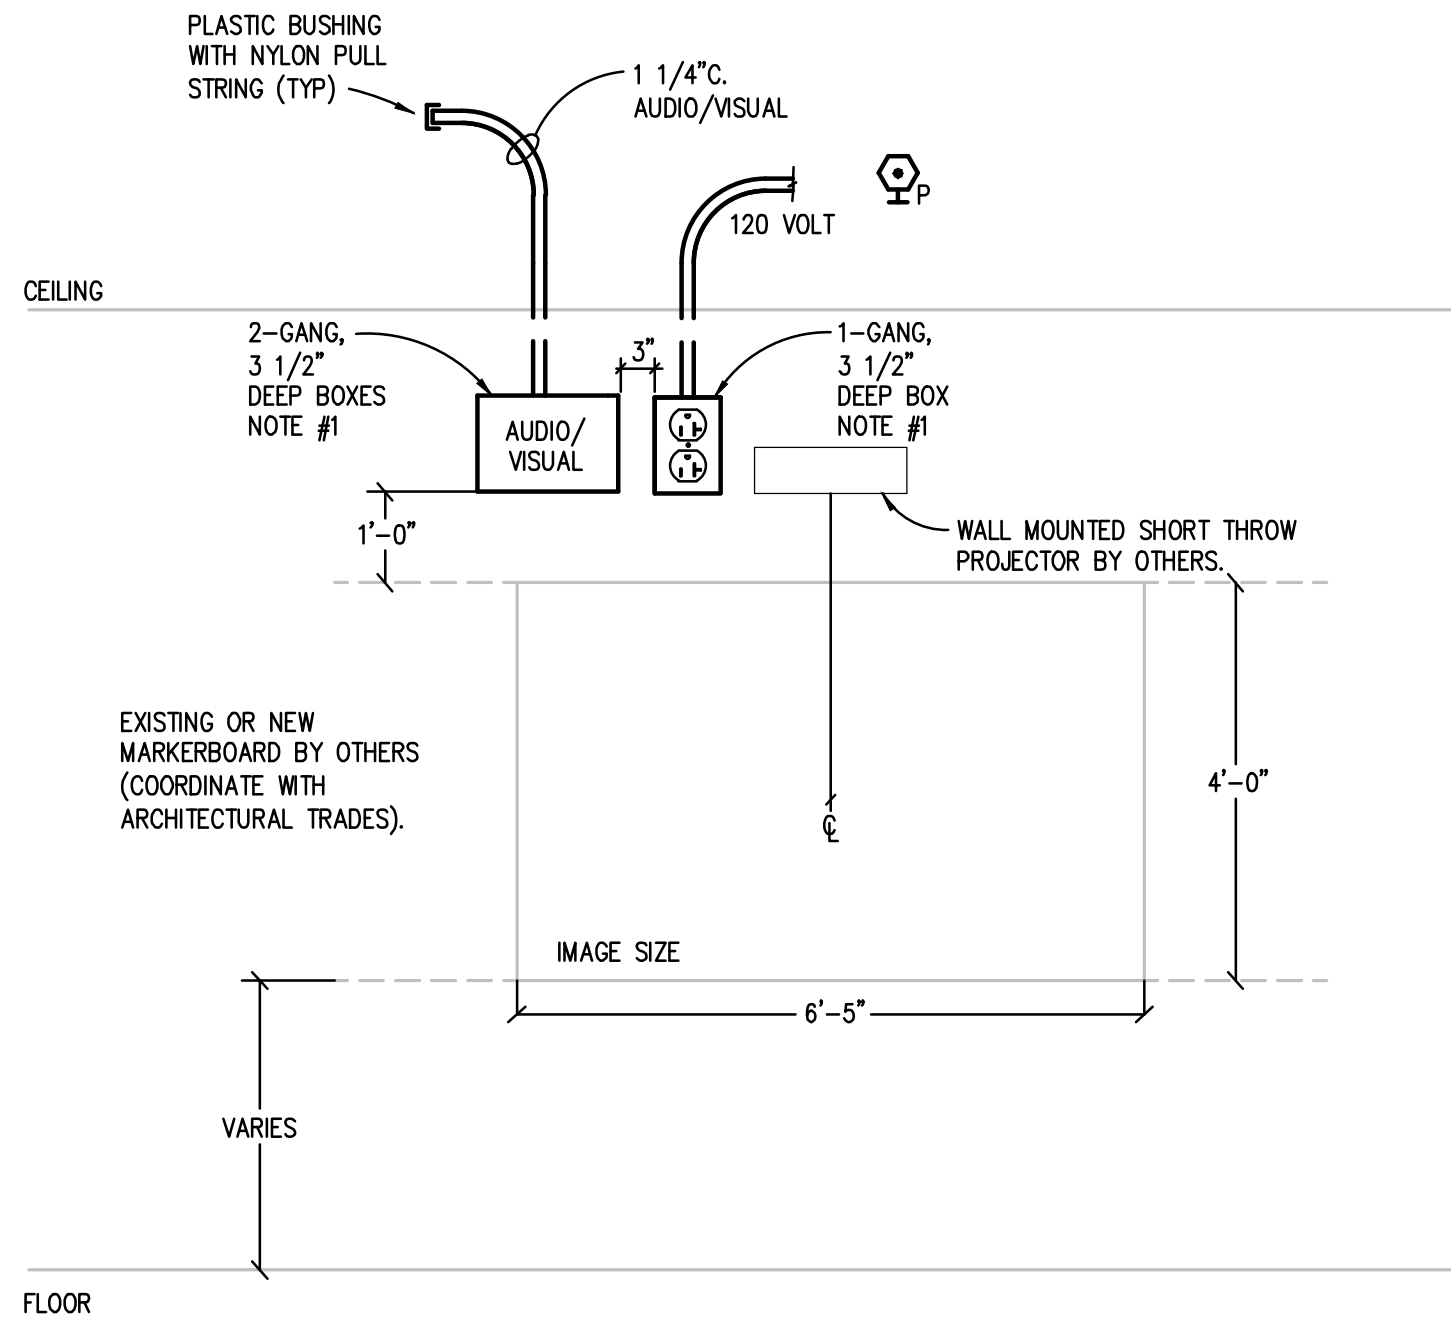 PLASTIC BUSHING
WITH NYLON PULL
STRING (TYP)
1 1/4"C.
AUDIO/VISUAL
P
120 VOLT
CEILING
2-GANG,
3 1/2"
DEEP BOXES
NOTE #1
3"
1-GANG,
3 1/2"
DEEP BOX
NOTE #1
AUDIO/
VISUAL
1'-0"
WALL MOUNTED SHORT THROW
PROJECTOR BY OTHERS.
EXISTING OR NEW
MARKERBOARD BY OTHERS
(COORDINATE WITH
ARCHITECTURAL TRADES).
4'-0"
℄
IMAGE SIZE
6'-5"
VARIES
FLOOR